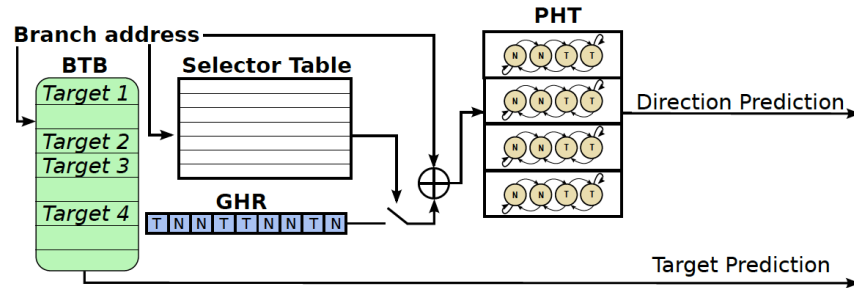 PHT
Branch address
BTB
Selector Table
N N T T
Target 1
N N T T
Direction Prediction
Target 2
Target 3
N N T T
GHR
N N T T
Target 4
T N N T T N N T N
Target Prediction